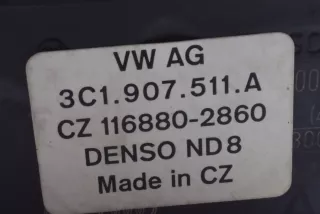 VW AG
3C1.907.511.A
CZ 116880-2860
DENSO ND8
Made in CZ